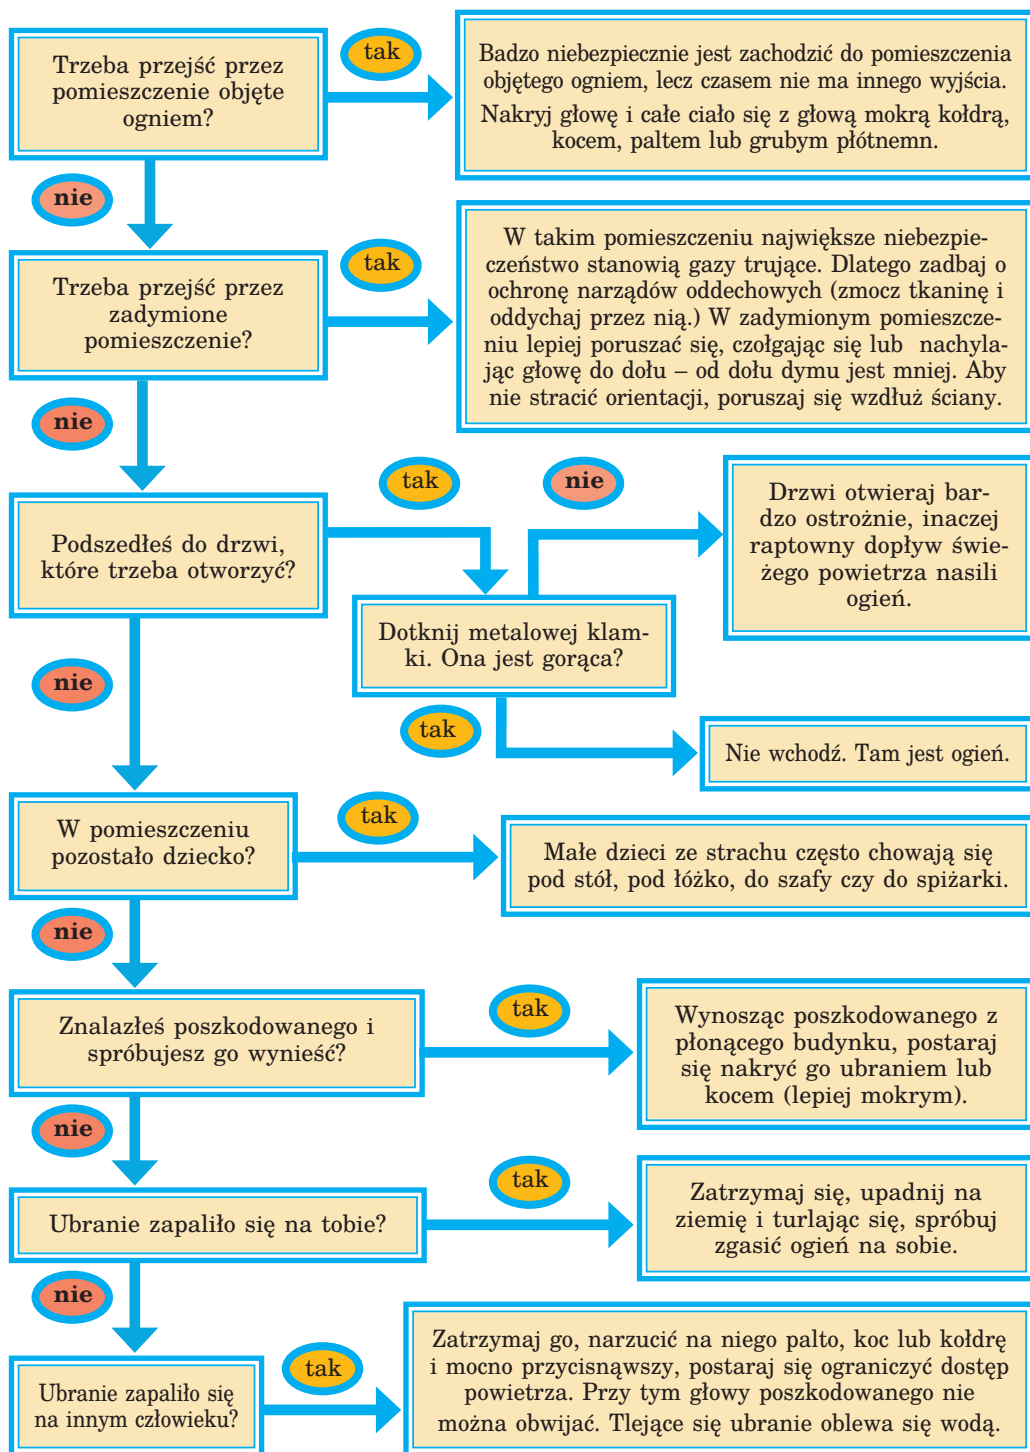 Trzeba przejść przez
pomieszczenie objęte
ogniem?
tak
Badzo niebezpiecznie jest zachodzić do pomieszczenia
objętego ogniem, lecz czasem nie ma innego wyjścia.
Nakryj głowę i całe ciało się z głową mokrą kołdrą,
kocem, paltem lub grubym płótnemn.
nie
Trzeba przejść przez
zadymione
pomieszczenie?
tak
W takim pomieszczeniu największe niebezpie-
czeństwo stanowią gazy trujące. Dlatego zadbaj o
ochronę narządów oddechowych (zmocz tkaninę i
oddychaj przez nią.) W zadymionym pomieszcze-
niu lepiej poruszać się, czołgając się lub nachyla-
jąc głowę do dołu – od dołu dymu jest mniej. Aby
nie stracić orientacji, poruszaj się wzdłuż ściany.
nie
Podszedłeś do drzwi,
które trzeba otworzyć?
tak
Dotknij metalowej klam-
ki. Ona jest gorąca?
nie
Drzwi otwieraj bar-
dzo ostrożnie, inaczej
raptowny dopływ świe-
żego powietrza nasili
ogień.
tak
Nie wchodź. Tam jest ogień.
nie
W pomieszczeniu
pozostało dziecko?
tak
Małe dzieci ze strachu często chowają się
pod stół, pod łóżko, do szafy czy do spiżarki.
nie
Znalazłeś poszkodowanego i
spróbujesz go wynieść?
tak
Wynosząc poszkodowanego z
płonącego budynku, postaraj
się nakryć go ubraniem lub
kocem (lepiej mokrym).
nie
Ubranie zapaliło się na tobie?
tak
Zatrzymaj się, upadnij na
ziemię i turlając się, spróbuj
zgasić ogień na sobie.
nie
Ubranie zapaliło się
na innym człowieku?
tak
Zatrzymaj go, narzucić na niego palto, koc lub kołdrę
i mocno przycisnąwszy, postaraj się ograniczyć dostęp
powietrza. Przy tym głowy poszkodowanego nie
można obwijać. Tlejące się ubranie oblewa się wodą.